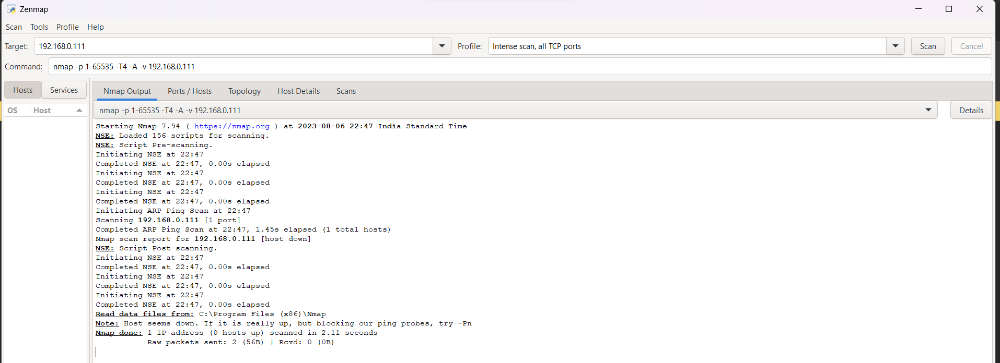 Zenmap
Scan Tools Profile Help
Target: 192.168.0.111 Profile: Intense scan, all TCP ports Scan Cancel
Command: nmap -p 1-65535 -T4 -A -v 192.168.0.111
Hosts Services Nmap Output Ports / Hosts Topology Host Details Scans
OS Host nmap -p 1-65535 -T4 -A -v 192.168.0.111 Details
Starting Nmap 7.94 ( https://nmap.org ) at 2023-08-06 22:47 India Standard Time
NSE: Loaded 156 scripts for scanning.
NSE: Script Pre-scanning.
Initiating NSE at 22:47
Completed NSE at 22:47, 0.00s elapsed
Initiating NSE at 22:47
Completed NSE at 22:47, 0.00s elapsed
Initiating NSE at 22:47
Completed NSE at 22:47, 0.00s elapsed
Initiating ARP Ping Scan at 22:47
Scanning 192.168.0.111 [1 port]
Completed ARP Ping Scan at 22:47, 1.45s elapsed (1 total hosts)
Nmap scan report for 192.168.0.111 [host down]
NSE: Script Post-scanning.
Initiating NSE at 22:47
Completed NSE at 22:47, 0.00s elapsed
Initiating NSE at 22:47
Completed NSE at 22:47, 0.00s elapsed
Initiating NSE at 22:47
Completed NSE at 22:47, 0.00s elapsed
Read data files from: C:\Program Files (x86)\Nmap
Note: Host seems down. If it is really up, but blocking our ping probes, try -Pn
Nmap done: 1 IP address (0 hosts up) scanned in 2.11 seconds
Raw packets sent: 2 (56B) | Rcvd: 0 (0B)